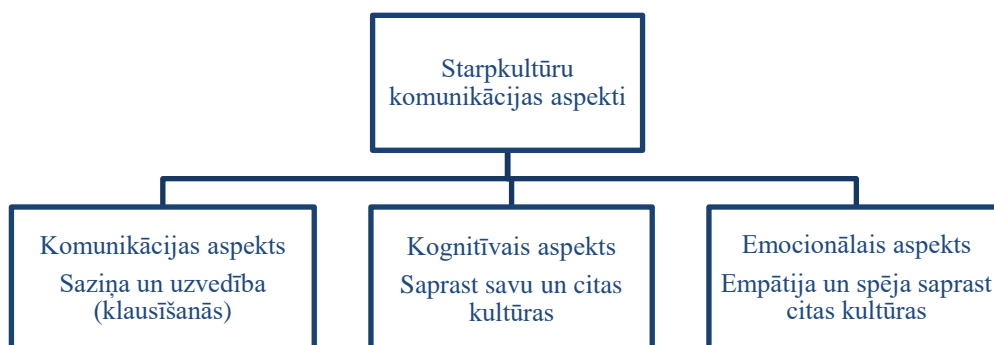 Starpkultūru
komunikācijas aspekti
Komunikācijas aspekts
Saziņa un uzvedība
(klausīšanās)
Kognitīvais aspekts
Saprast savu un citas
kultūras
Emocionālais aspekts
Empātija un spēja saprast
citas kultūras